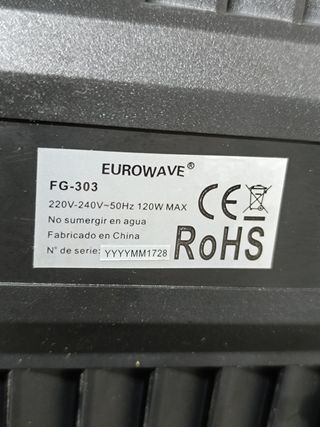 EUROWAVE®
FG-303
220V-240V~50Hz 120W MAX
No sumergir en agua
Fabricado en China
N° de serie: YYYYMM1728
CE
RoHS